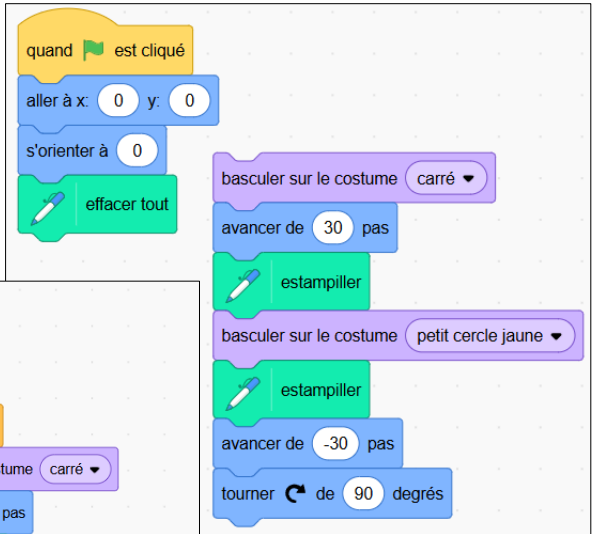 quand est cliqué
aller à x: 0 y: 0
s'orienter à 0
effacer tout
basculer sur le costume carré
avancer de 30 pas
estampiller
basculer sur le costume petit cercle jaune
estampiller
avancer de -30 pas
tourner de 90 degrés
tume carré
pas